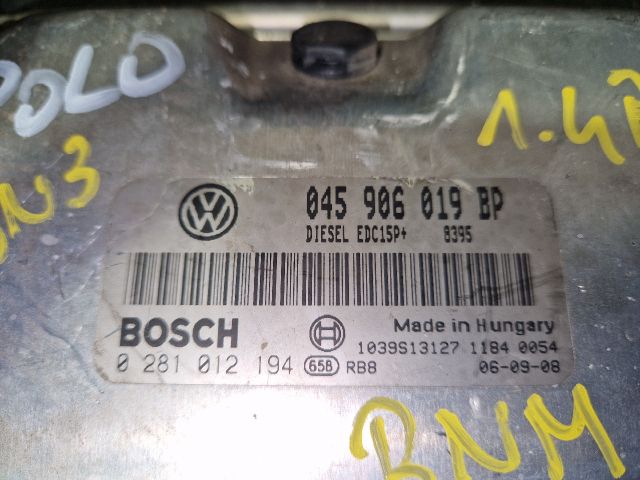 POLO
1.4
045 906 019 BP
DIESEL EDC15P+ 8395
BOSCH
Made in Hungary
0 281 012 194 658 RB8
1039S13127 1184 0054
06-09-08
BNM